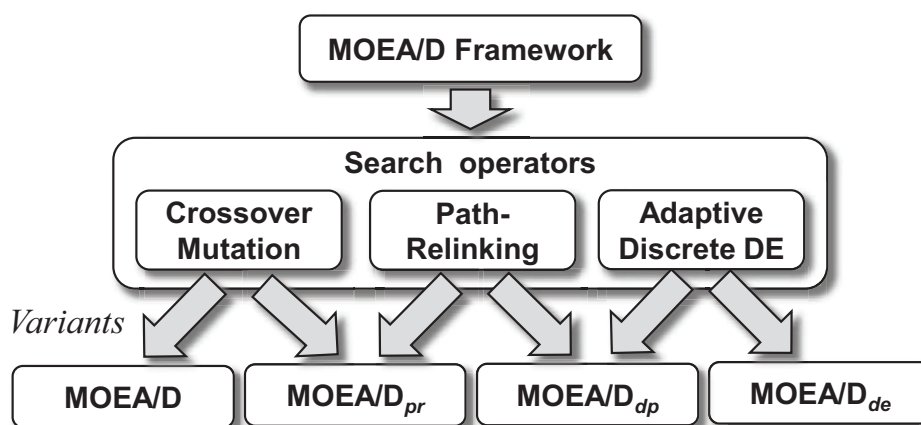 MOEA/D Framework
Search operators
Crossover
Mutation
Path-
Relinking
Adaptive
Discrete DE
Variants
MOEA/D
MOEA/Dpr
MOEA/Ddp
MOEA/Dde